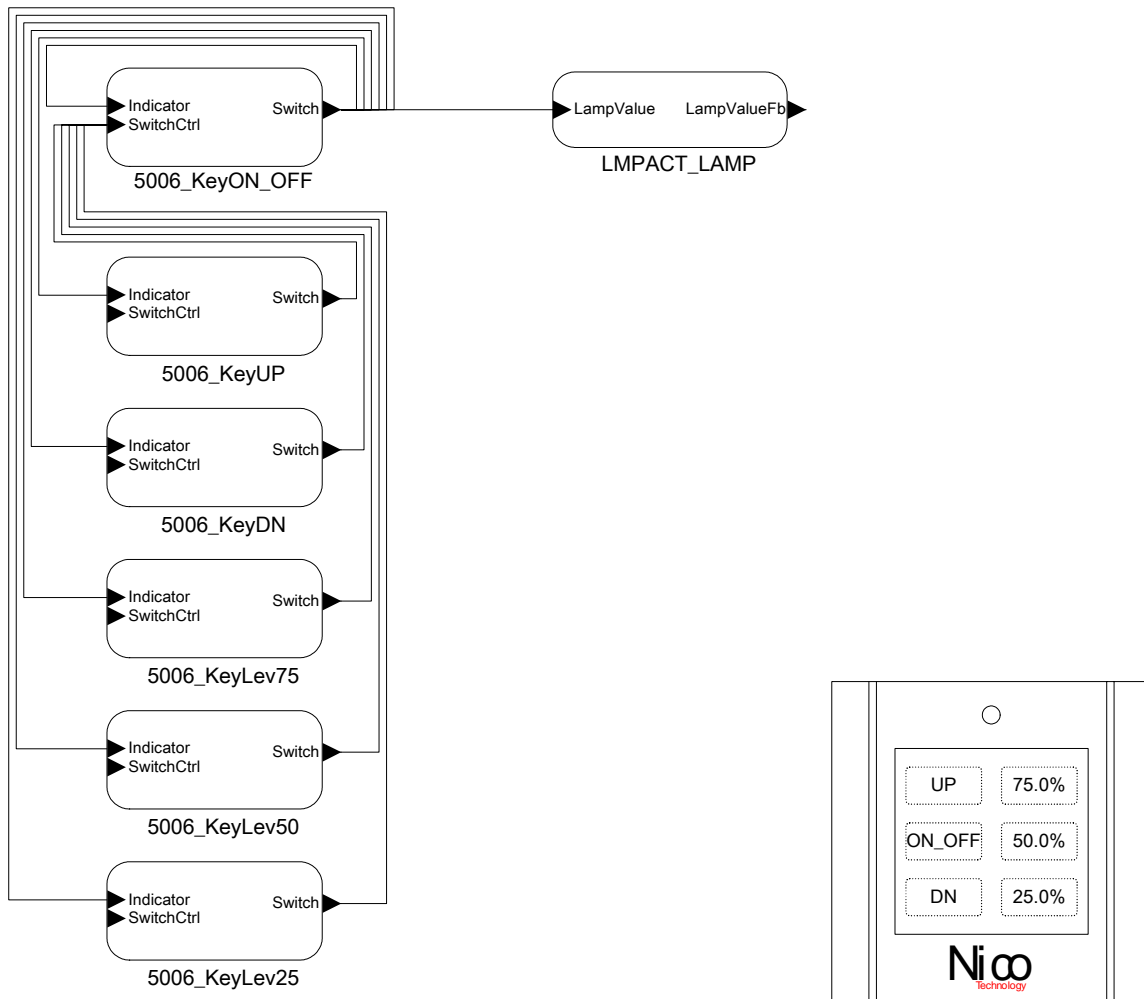 Indicator Switch
SwitchCtrl
5006_KeyON_OFF
LampValue LampValueFb
LMPACT_LAMP
Indicator Switch
SwitchCtrl
5006_KeyUP
Indicator Switch
SwitchCtrl
5006_KeyDN
Indicator Switch
SwitchCtrl
5006_KeyLev75
Indicator Switch
SwitchCtrl
5006_KeyLev50
Indicator Switch
SwitchCtrl
5006_KeyLev25
UP 75.0%
ON_OFF 50.0%
DN 25.0%
Nico
Technology